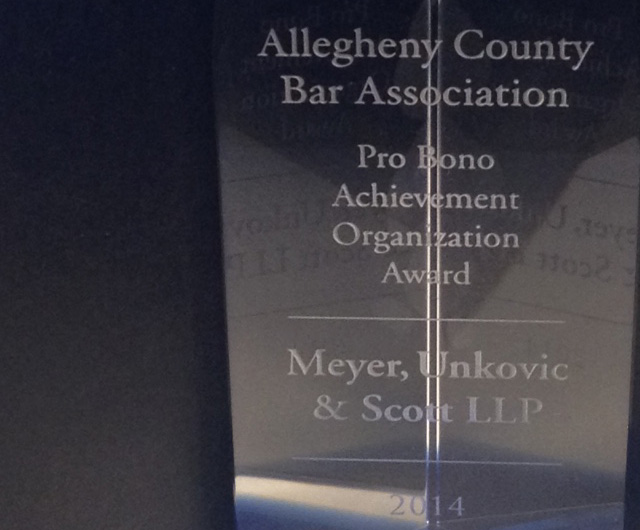 Allegheny County
Bar Association
Pro Bono
Achievement
Organization
Award
Meyer, Unkovic
& Scott LLP
2014